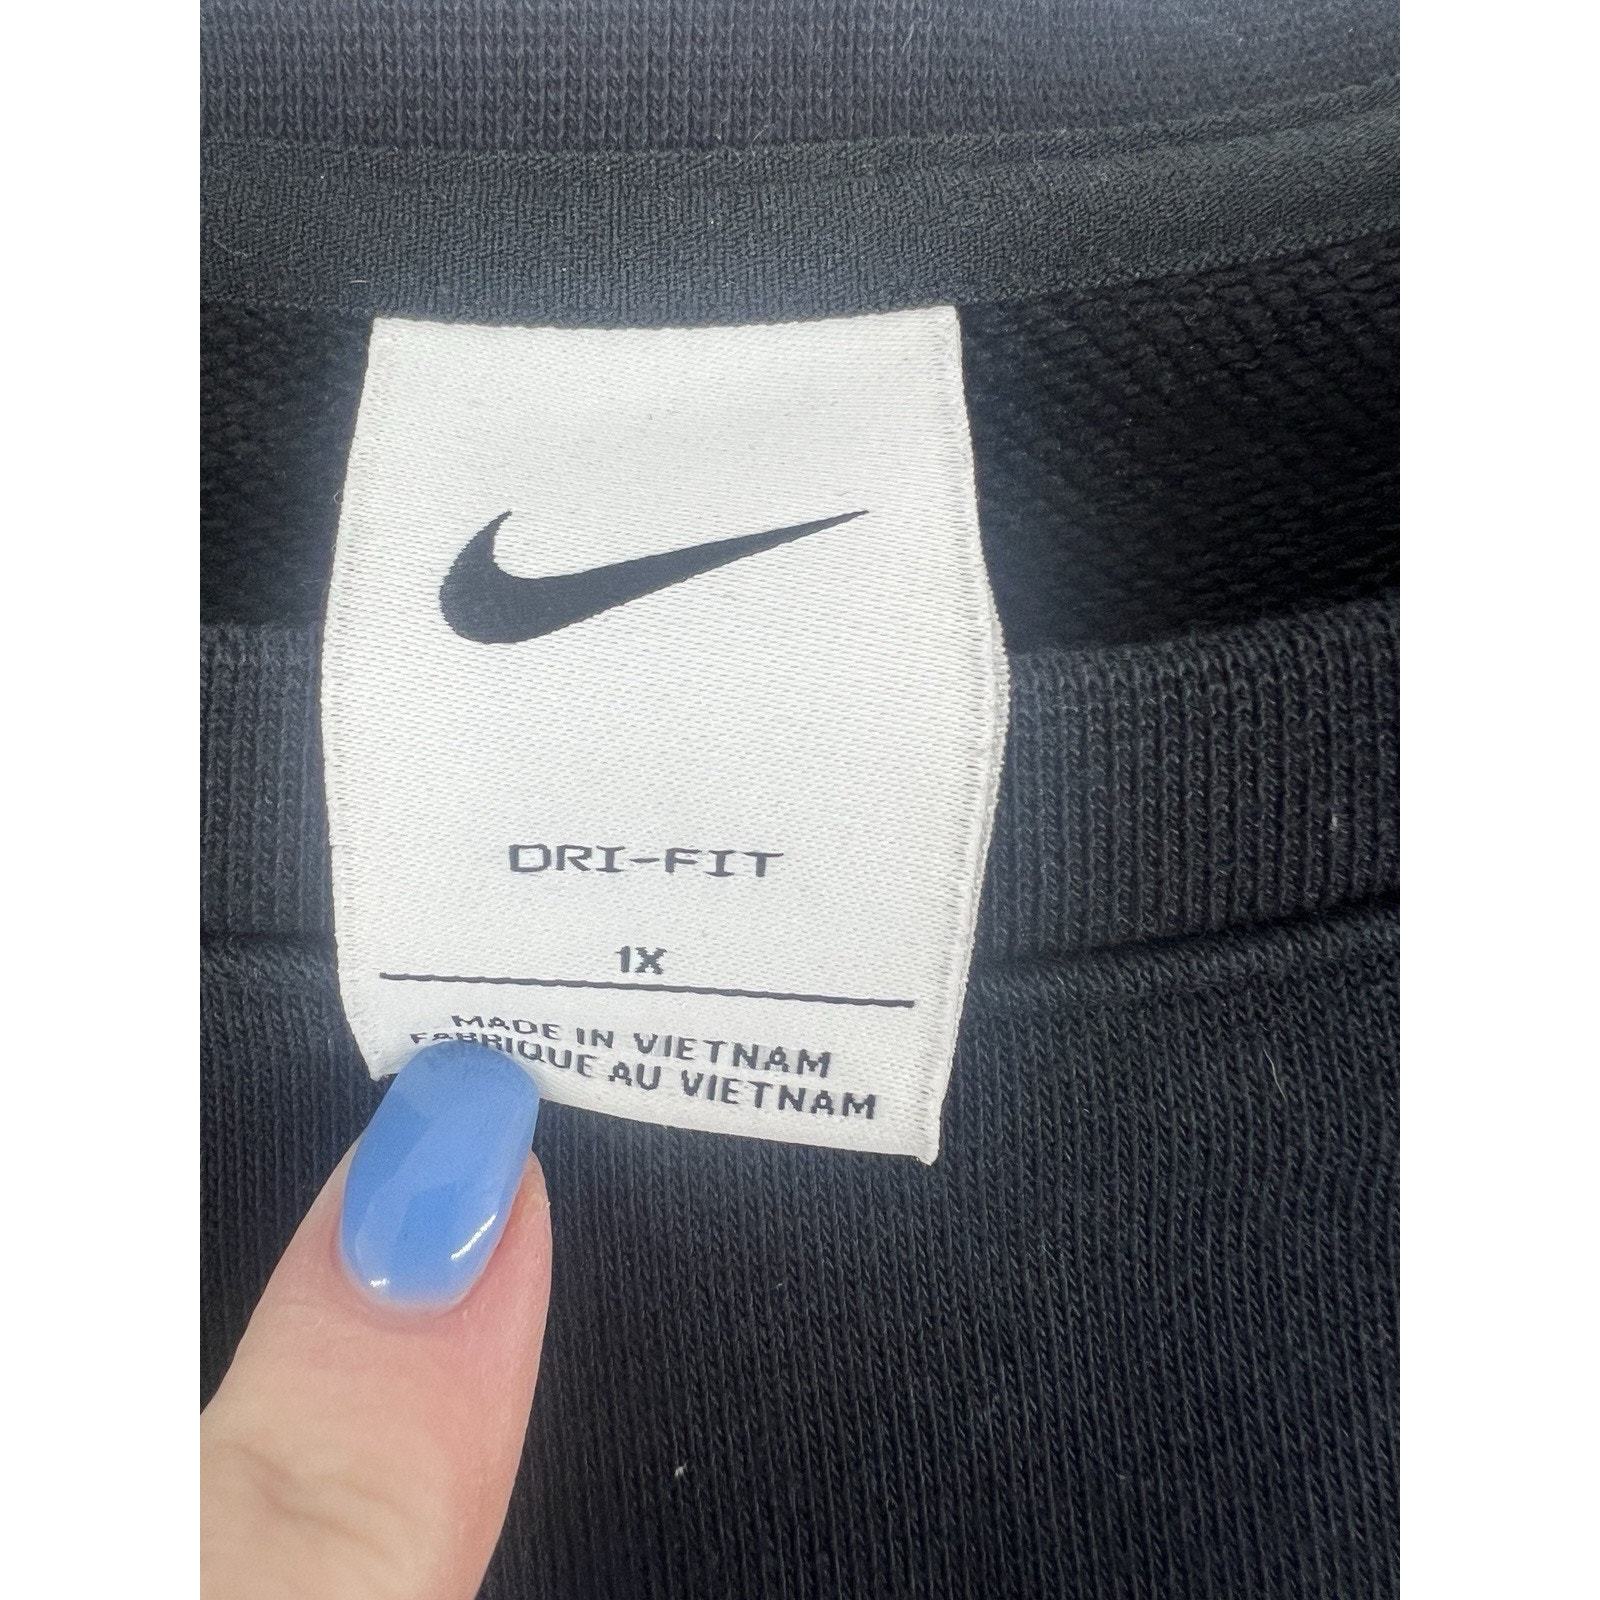 DRI-FIT
1X
MADE IN VIETNAM
FABRIQUE AU VIETNAM